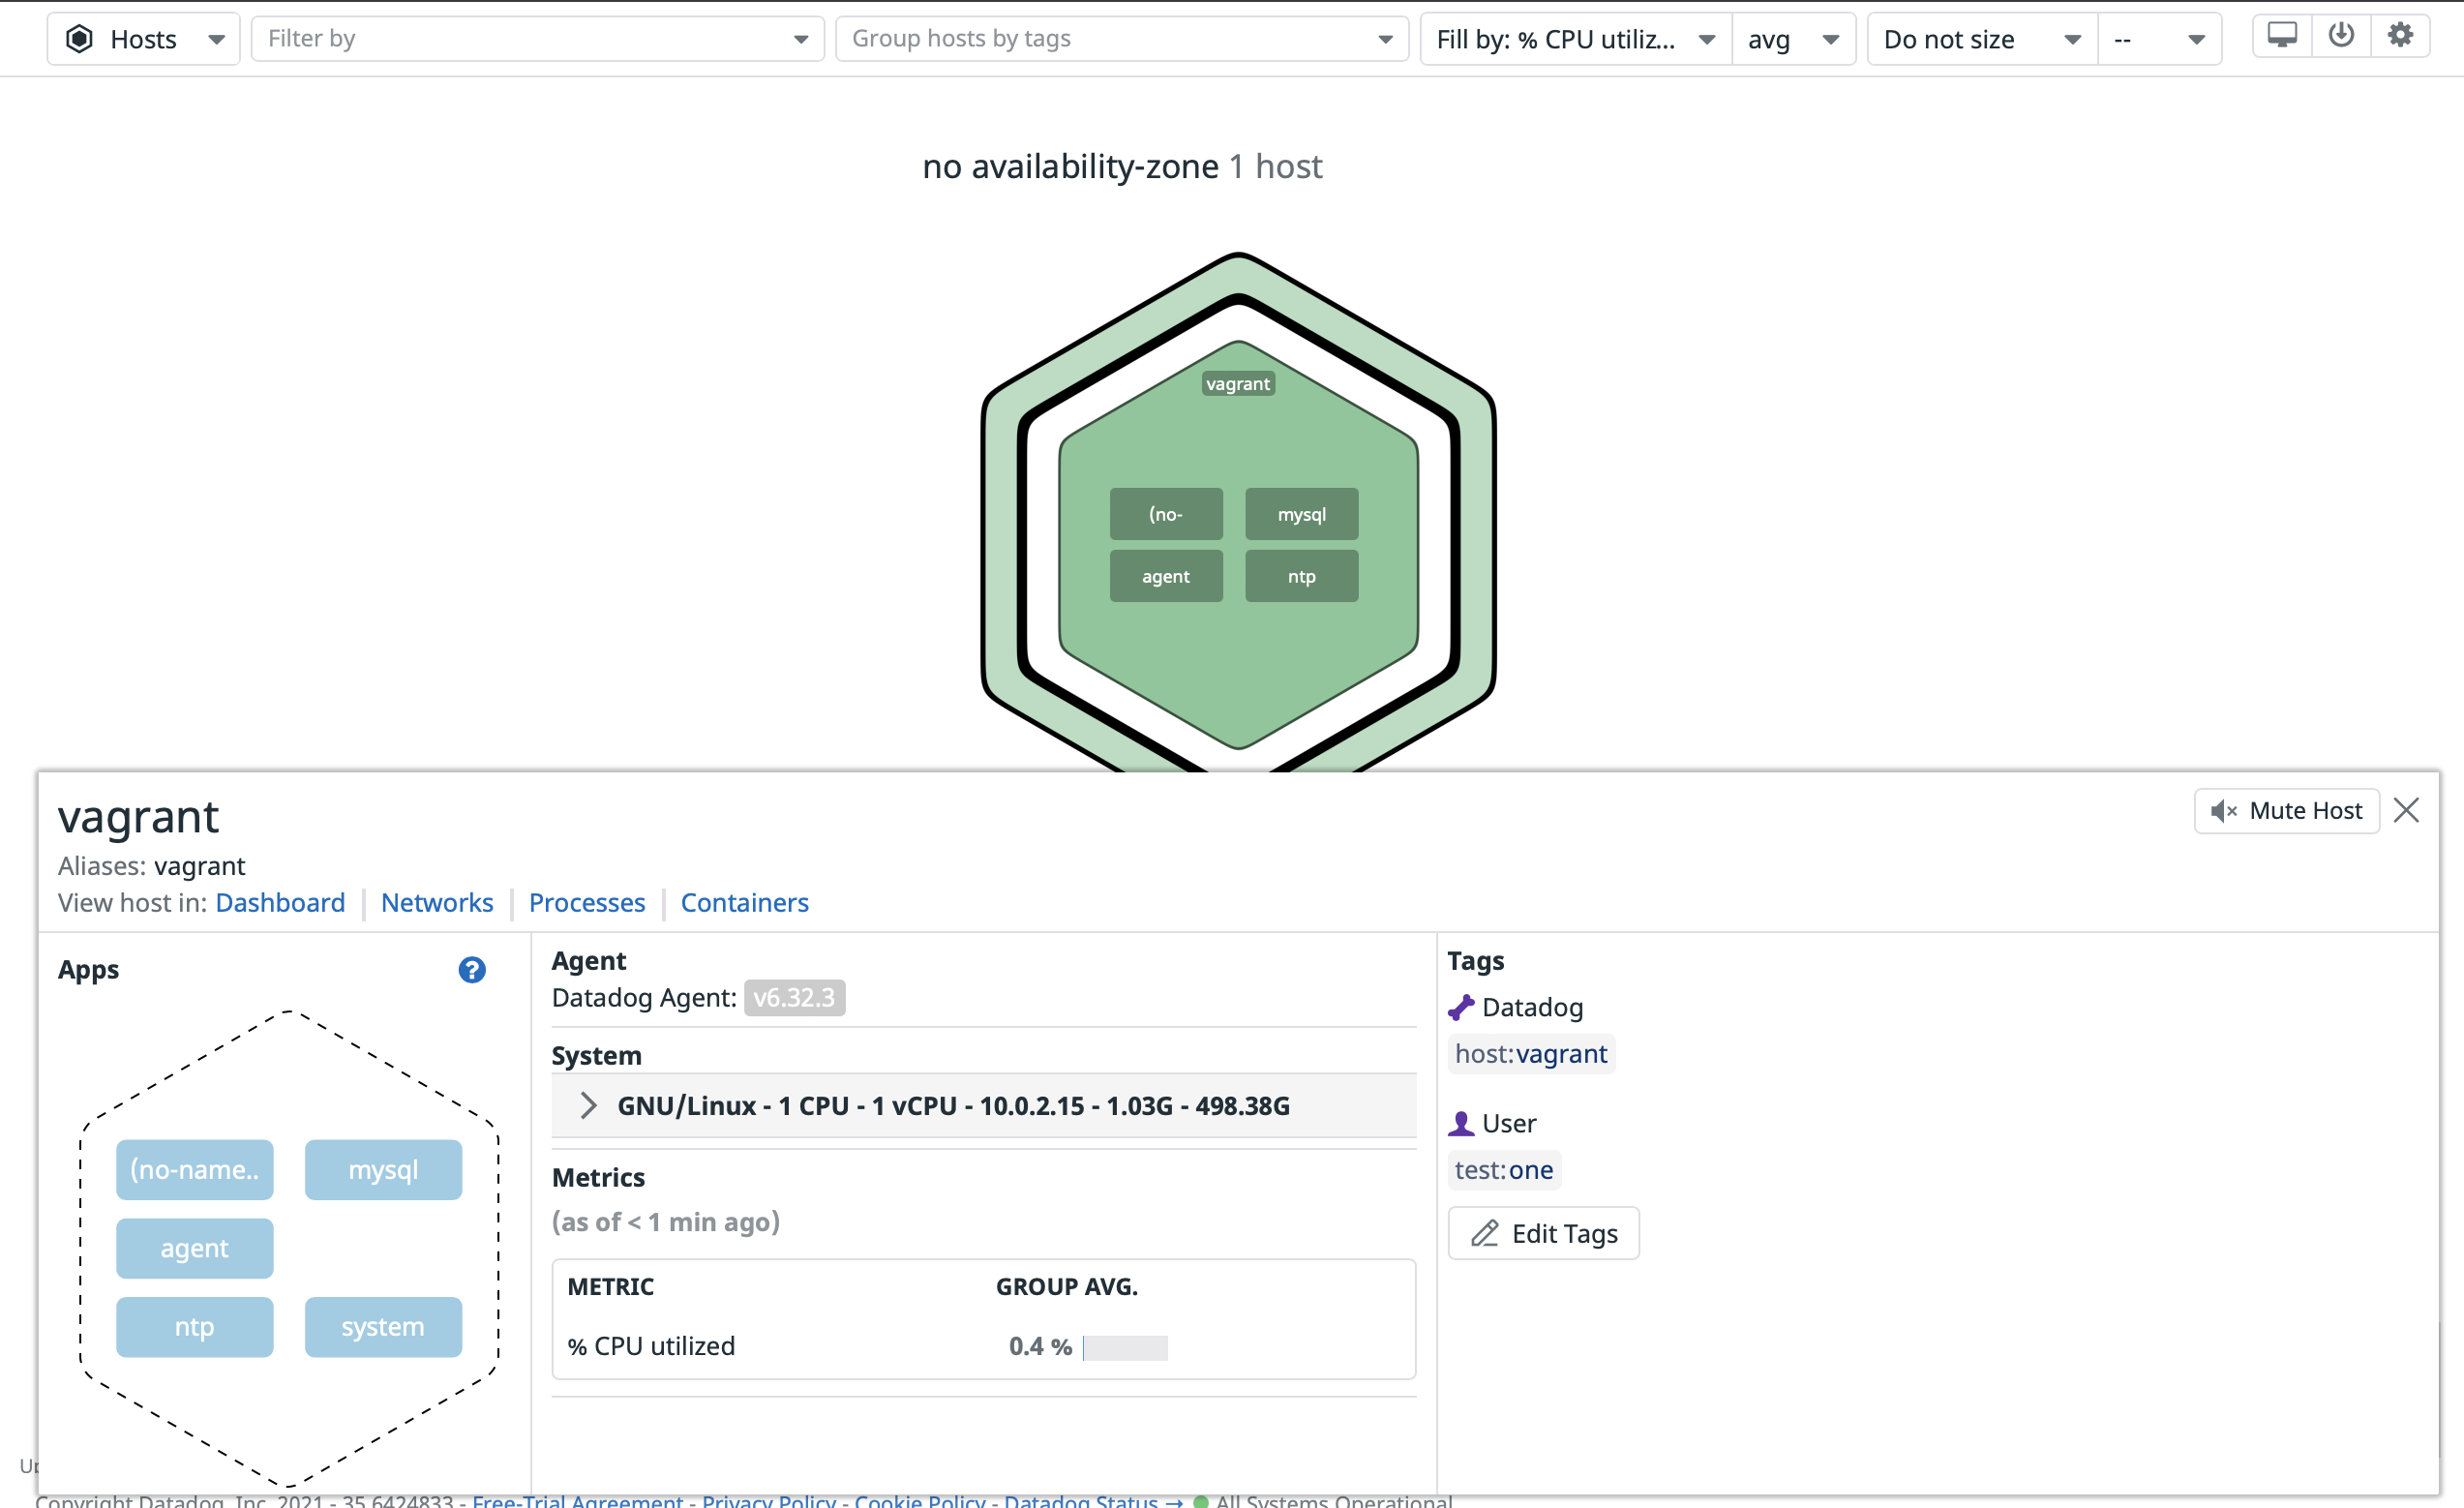 Hosts Filter by Group hosts by tags Fill by: % CPU utiliz... avg Do not size --
no availability-zone 1 host
vagrant
(no- mysql
agent ntp
vagrant Mute Host
Aliases: vagrant
View host in: Dashboard Networks Processes Containers
Apps ?
(no-name.. mysql
agent
ntp system
Agent
Datadog Agent: v6.32.3
System
GNU/Linux - 1 CPU - 1 vCPU - 10.0.2.15 - 1.03G - 498.38G
Metrics
(as of < 1 min ago)
METRIC GROUP AVG.
% CPU utilized 0.4 %
Tags
Datadog
host:vagrant
User
test:one
Edit Tags
Copyright Datadog, Inc. 2021 - 35.6424833 - Free-Trial Agreement - Privacy Policy - Cookie Policy - Datadog Status → All Systems Operational